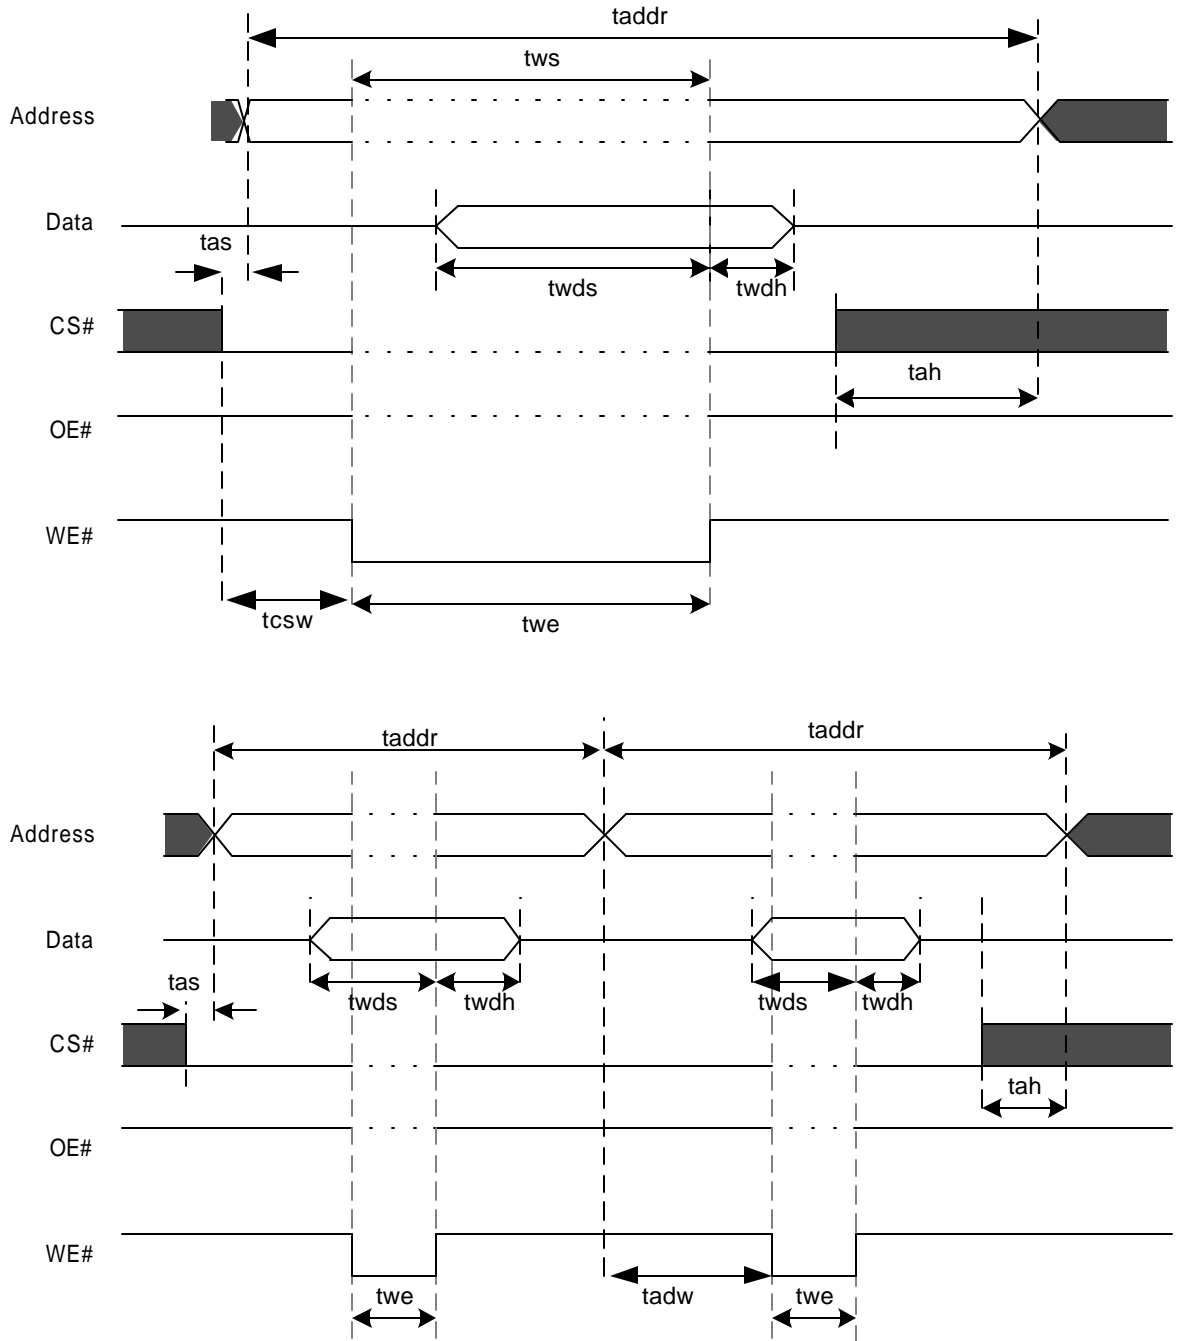 taddr
tws
Address
Data
tas
twds
twdh
CS#
tah
OE#
WE#
tcsw
twe
taddr
taddr
Address
Data
tas
twds
twdh
twds
twdh
CS#
tah
OE#
WE#
twe
tadw
twe